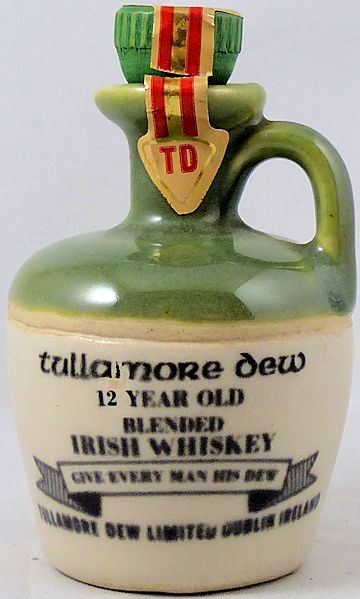 TD
tullamore dew
12 YEAR OLD
BLENDED
IRISH WHISKEY
GIVE EVERY MAN HIS DEW
TULLAMORE DEW LIMITED DUBLIN IRELAND